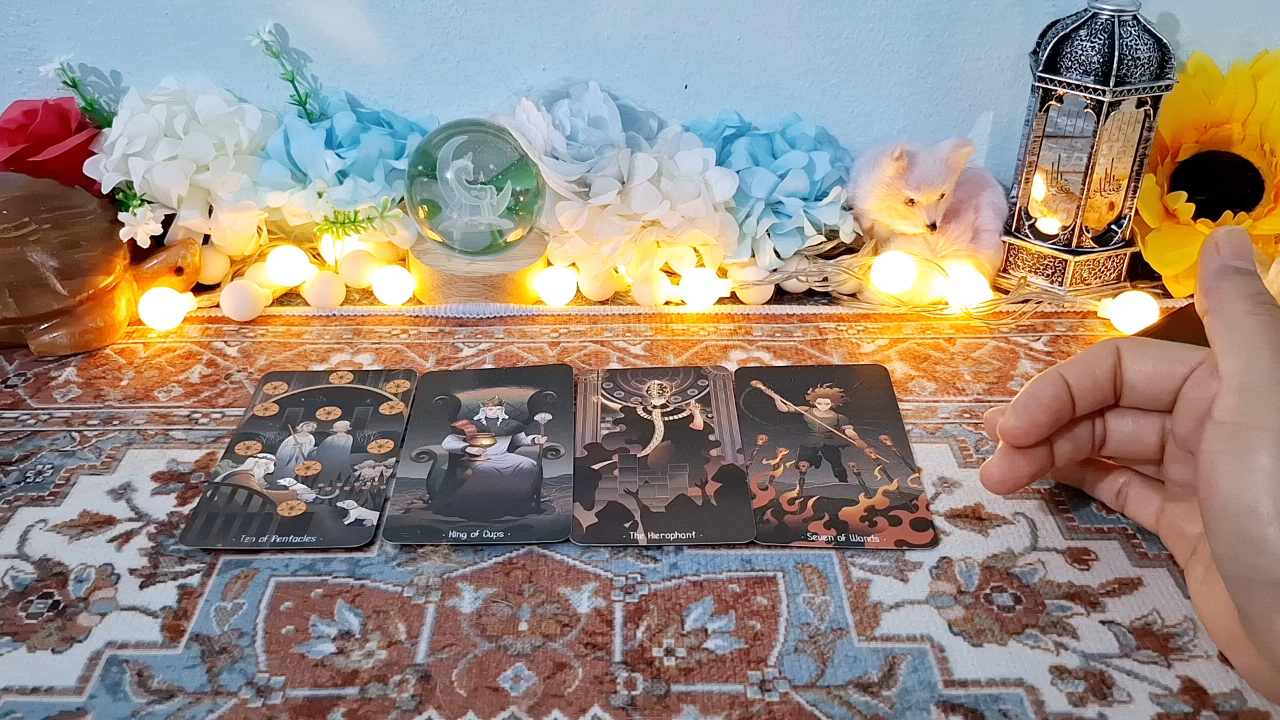 · Ten of Pentacles ·
· King of Cups ·
· The Hierophant ·
· Seven of Wands ·